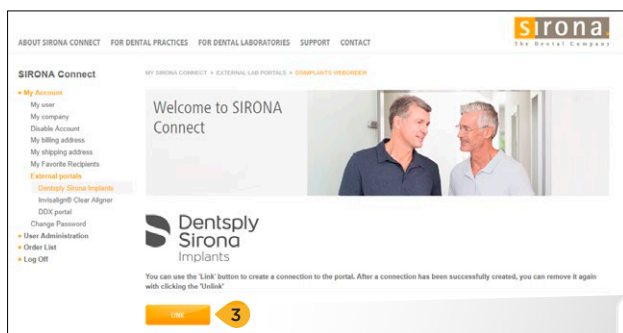 sirona.
The Dental Company
ABOUT SIRONA CONNECT FOR DENTAL PRACTICES FOR DENTAL LABORATORIES SUPPORT CONTACT
SIRONA Connect
MY SIRONA CONNECT > EXTERNAL LAB PORTALS > DSIMPLANTS WEBORDER
My Account
My user
My company
Disable Account
My billing address
My shipping address
My Favorite Recipients
External portals
Dentsply Sirona Implants
Invisalign® Clear Aligner
DDX portal
Change Password
User Administration
Order List
Log Off
Welcome to SIRONA
Connect
Dentsply
Sirona
Implants
You can use the 'Link' button to create a connection to the portal. After a connection has been successfully created, you can remove it again
with clicking the 'Unlink'
LINK
3